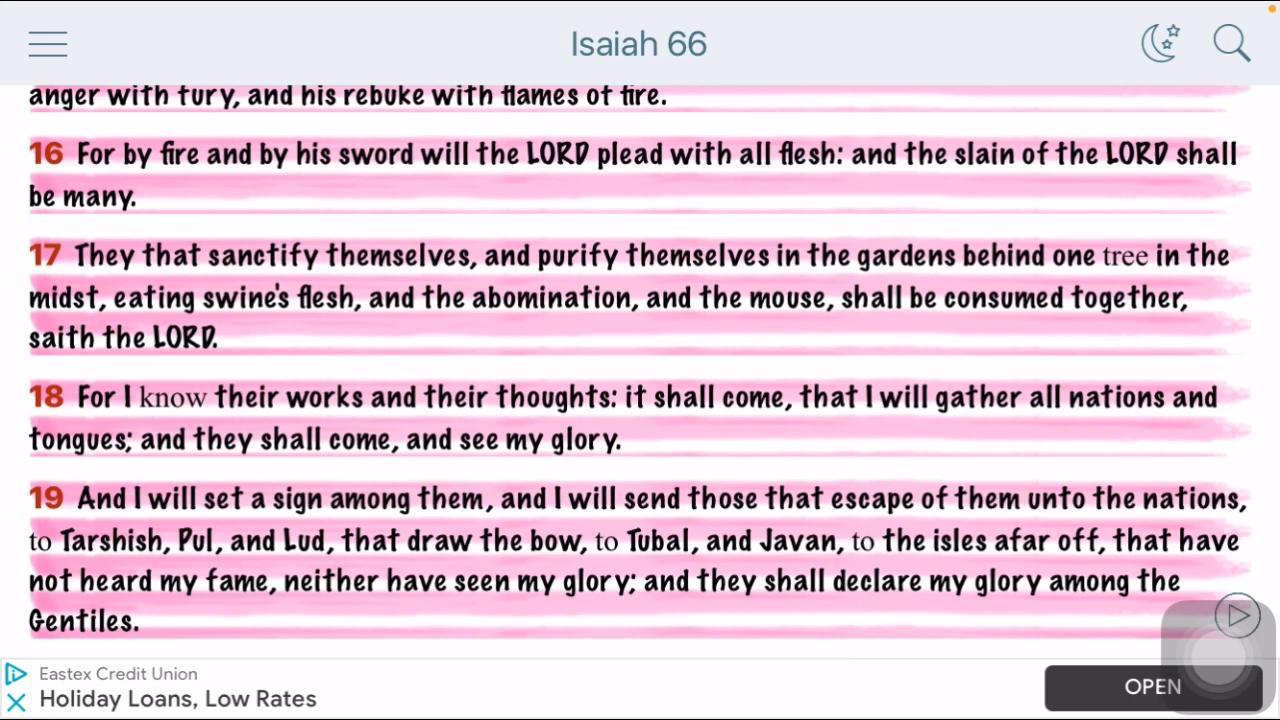 Isaiah 66
anger with fury, and his rebuke with flames of fire.
16 For by fire and by his sword will the LORD plead with all flesh: and the slain of the LORD shall
be many.
17 They that sanctify themselves, and purify themselves in the gardens behind one tree in the
midst, eating swine's flesh, and the abomination, and the mouse, shall be consumed together,
saith the LORD.
18 For I know their works and their thoughts: it shall come, that I will gather all nations and
tongues; and they shall come, and see my glory.
19 And I will set a sign among them, and I will send those that escape of them unto the nations,
to Tarshish, Pul, and Lud, that draw the bow, to Tubal, and Javan, to the isles afar off, that have
not heard my fame, neither have seen my glory; and they shall declare my glory among the
Gentiles.
Eastex Credit Union
Holiday Loans, Low Rates
OPEN